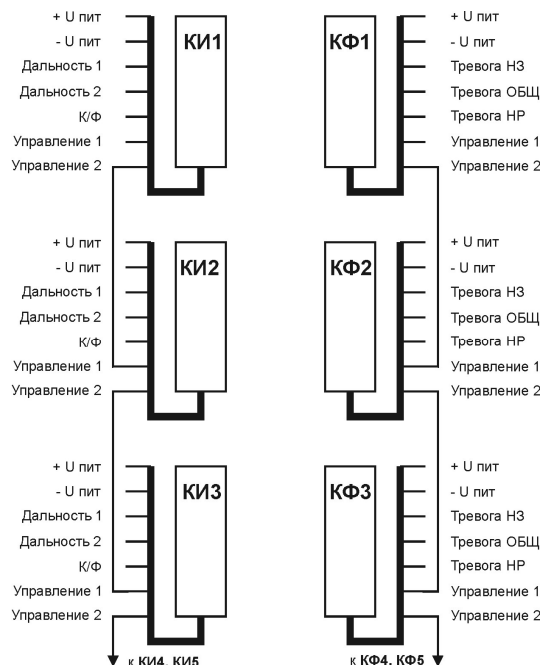 + U пит
- U пит
Дальность 1
Дальность 2
К/Ф
Управление 1
Управление 2
КИ1
КФ1
+ U пит
- U пит
Тревога НЗ
Тревога ОБЩ
Тревога НР
Управление 1
Управление 2
+ U пит
- U пит
Дальность 1
Дальность 2
К/Ф
Управление 1
Управление 2
КИ2
КФ2
+ U пит
- U пит
Тревога НЗ
Тревога ОБЩ
Тревога НР
Управление 1
Управление 2
+ U пит
- U пит
Дальность 1
Дальность 2
К/Ф
Управление 1
Управление 2
КИ3
КФ3
+ U пит
- U пит
Тревога НЗ
Тревога ОБЩ
Тревога НР
Управление 1
Управление 2
к КИ4, КИ5
к КФ4, КФ5